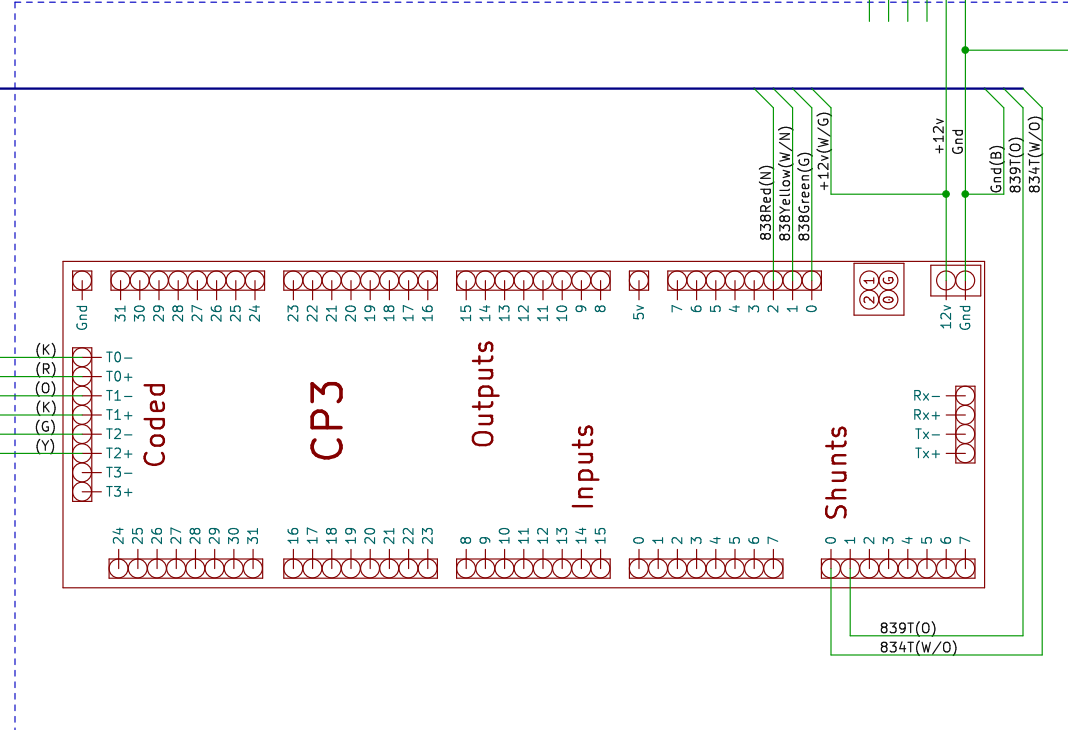 +12v
Gnd
Gnd(B)
839T(O)
834T(W/O)
838Red(N)
838Yellow(W/N)
838Green(G)
+12v(W/G)
Gnd
31 30 29 28 27 26 25 24
23 22 21 20 19 18 17 16
15 14 13 12 11 10 9 8
5v
7 6 5 4 3 2 1 0
2 1
0 G
12v
Gnd
(K) T0-
(R) T0+
(O) T1-
(K) T1+
(G) T2-
(Y) T2+
T3-
T3+
Coded
CP3
Outputs
Inputs
Shunts
Rx-
Rx+
Tx-
Tx+
24 25 26 27 28 29 30 31
16 17 18 19 20 21 22 23
8 9 10 11 12 13 14 15
0 1 2 3 4 5 6 7
0 1 2 3 4 5 6 7
839T(O)
834T(W/O)